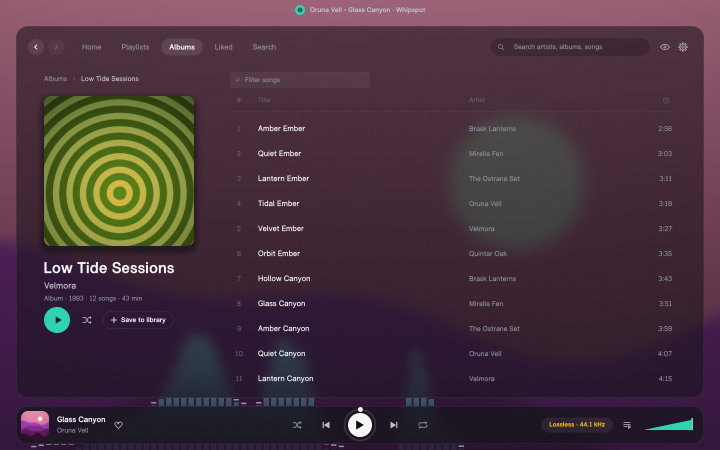 Oruna Vell - Glass Canyon · Whipspot
Home Playlists Albums Liked Search
Search artists, albums, songs
Albums › Low Tide Sessions
Filter songs
# Title Artist
1 Amber Ember Brask Lanterns 2:56
2 Quiet Ember Mirelle Fen 3:03
3 Lantern Ember The Ostrane Set 3:11
4 Tidal Ember Oruna Vell 3:19
5 Velvet Ember Velmora 3:27
6 Orbit Ember Quintar Oak 3:35
7 Hollow Canyon Brask Lanterns 3:43
8 Glass Canyon Mirelle Fen 3:51
9 Amber Canyon The Ostrane Set 3:59
10 Quiet Canyon Oruna Vell 4:07
11 Lantern Canyon Velmora 4:15
Low Tide Sessions
Velmora
Album · 1993 · 12 songs · 43 min
Save to library
Glass Canyon
Oruna Vell
Lossless · 44.1 kHz